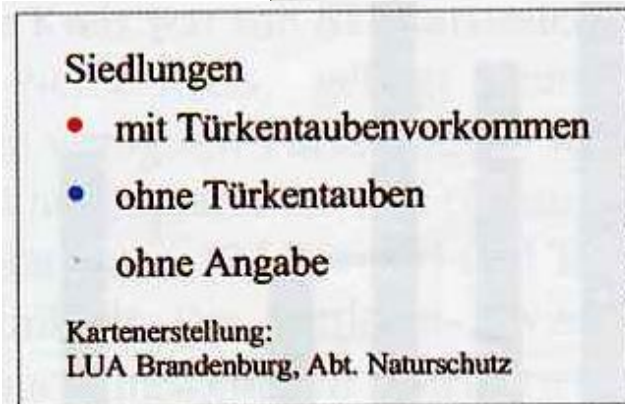 Siedlungen
mit Türkentaubenvorkommen
ohne Türkentauben
ohne Angabe
Kartenerstellung:
LUA Brandenburg, Abt. Naturschutz